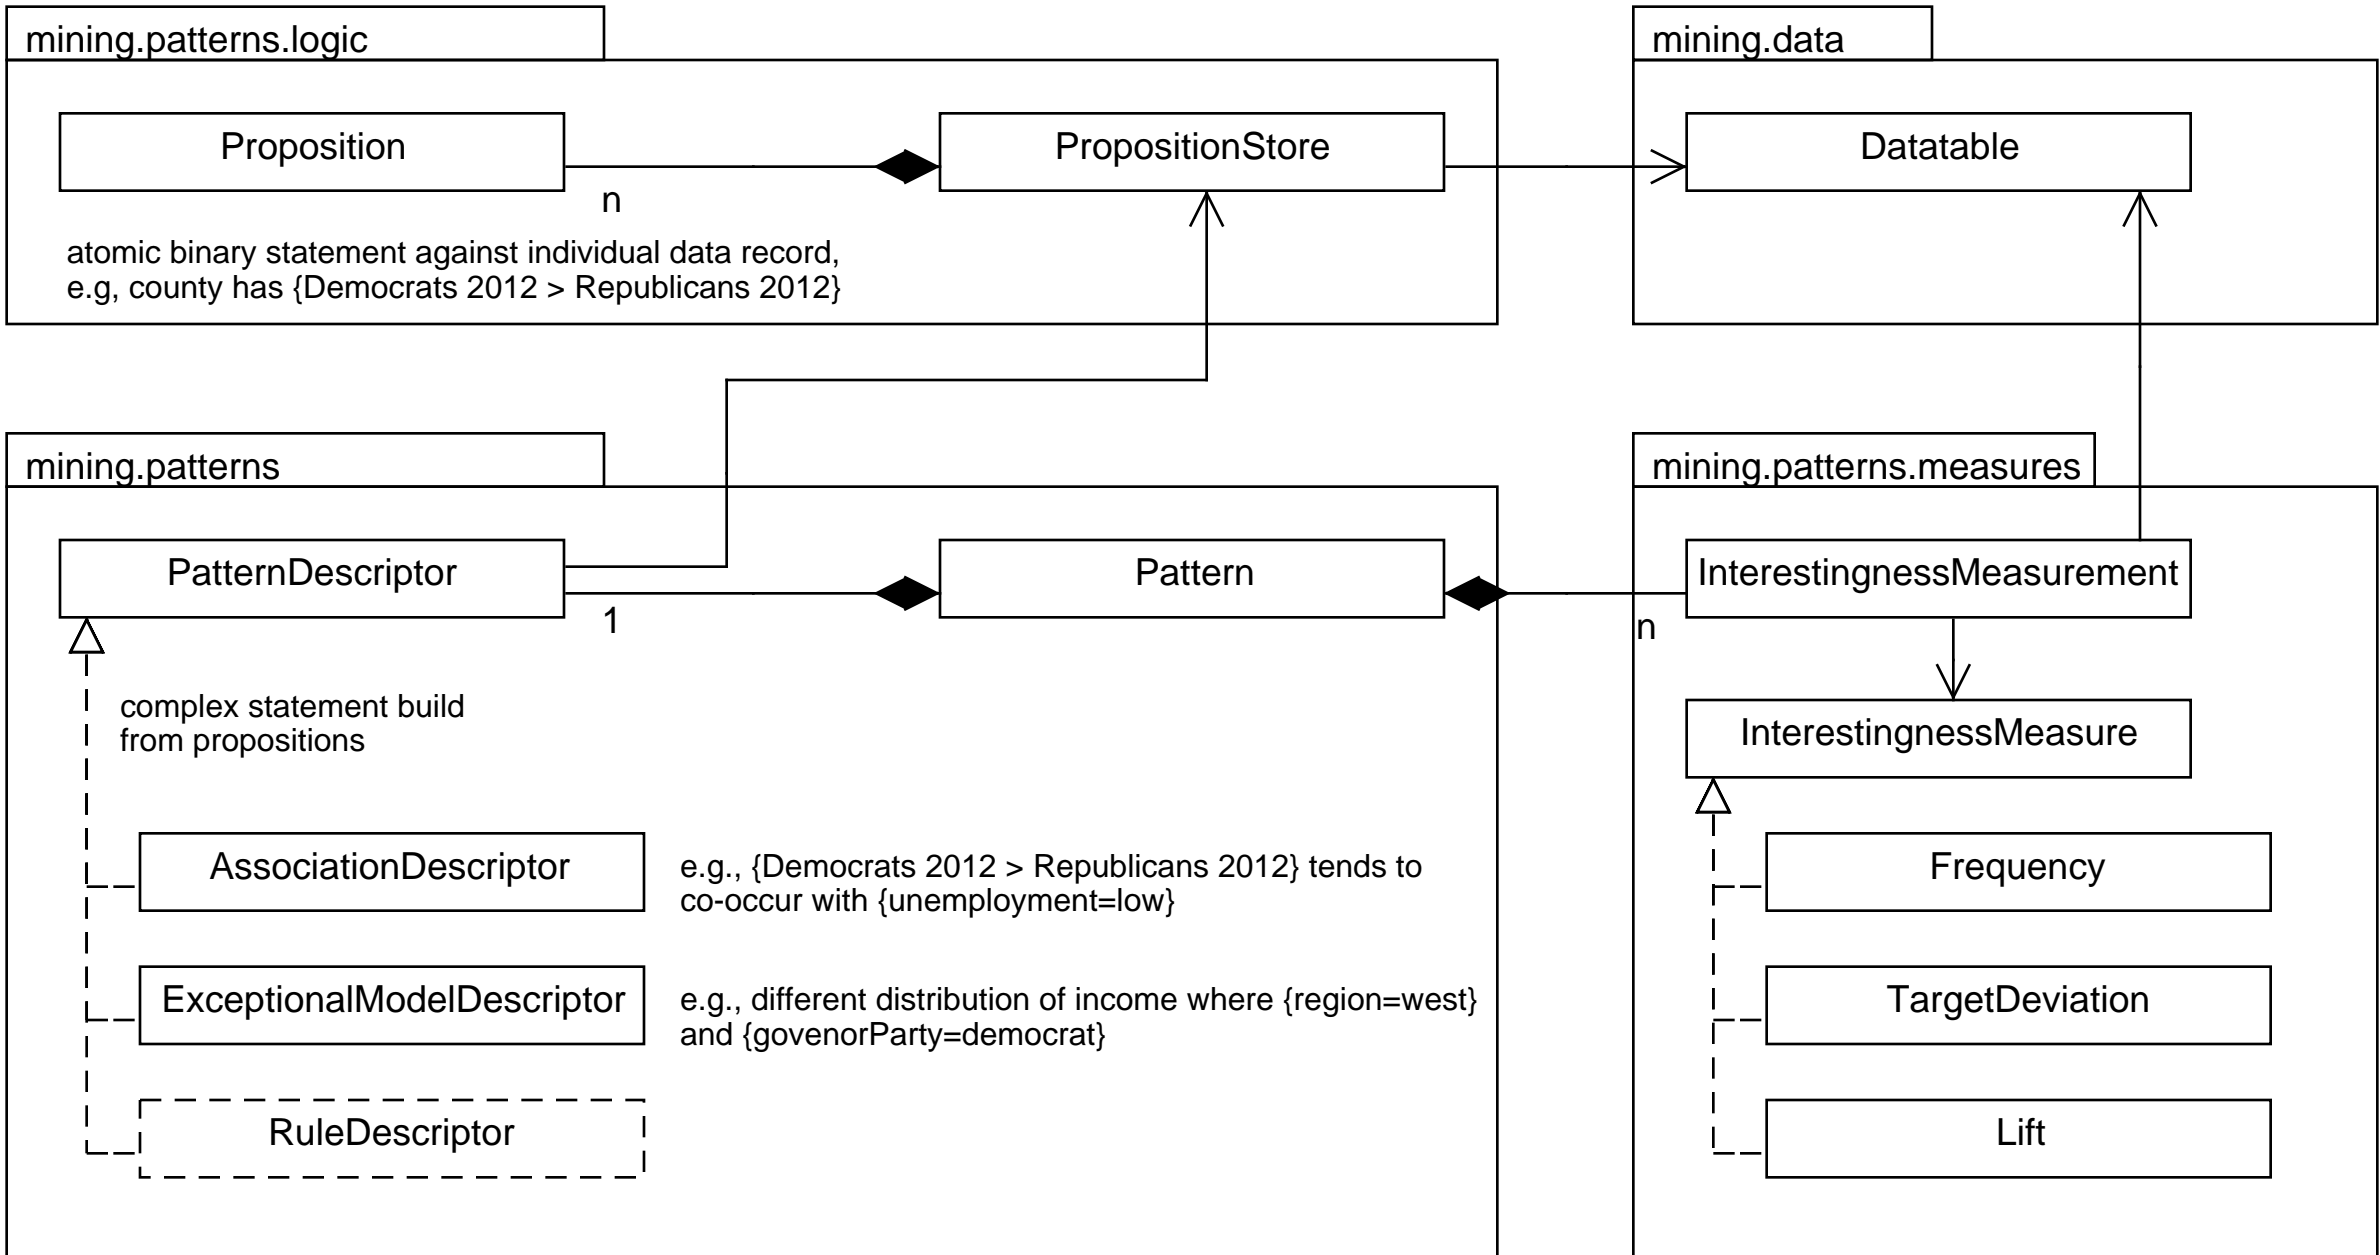 mining.patterns.logic
Proposition
n
PropositionStore
atomic binary statement against individual data record,
e.g, county has {Democrats 2012 > Republicans 2012}
mining.data
Datatable
mining.patterns
PatternDescriptor
1
Pattern
complex statement build
from propositions
AssociationDescriptor
e.g., {Democrats 2012 > Republicans 2012} tends to
co-occur with {unemployment=low}
ExceptionalModelDescriptor
e.g., different distribution of income where {region=west}
and {govenorParty=democrat}
RuleDescriptor
mining.patterns.measures
InterestingnessMeasurement
n
InterestingnessMeasure
Frequency
TargetDeviation
Lift